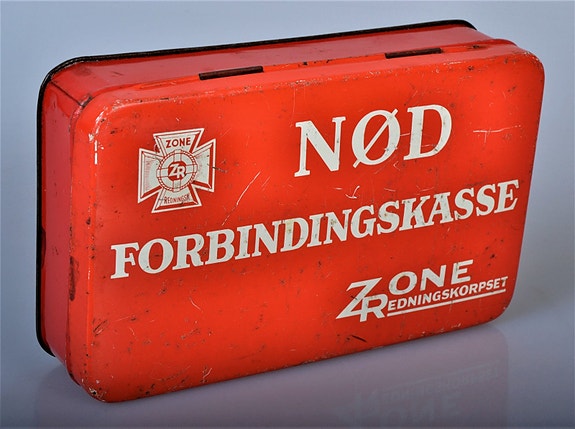 ZONE
ZR
REDNINGSK.
NØD
FORBINDINGSKASSE
ZONE
REDNINGSKORPSET